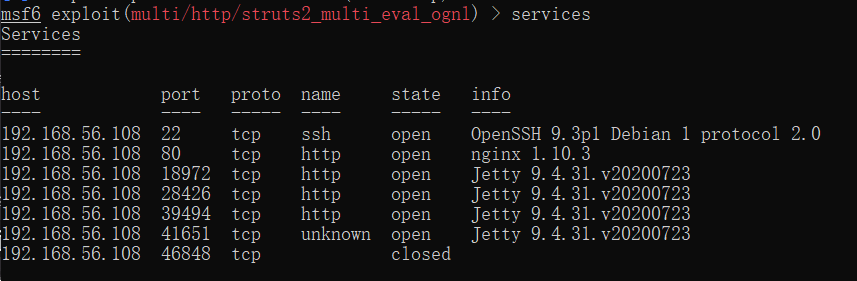 msf6 exploit(multi/http/struts2_multi_eval_ognl) > services
Services
========
host port proto name state info
---- ---- ----- ---- ----- ----
192.168.56.108 22 tcp ssh open OpenSSH 9.3p1 Debian 1 protocol 2.0
192.168.56.108 80 tcp http open nginx 1.10.3
192.168.56.108 18972 tcp http open Jetty 9.4.31.v20200723
192.168.56.108 28426 tcp http open Jetty 9.4.31.v20200723
192.168.56.108 39494 tcp http open Jetty 9.4.31.v20200723
192.168.56.108 41651 tcp unknown open Jetty 9.4.31.v20200723
192.168.56.108 46848 tcp closed